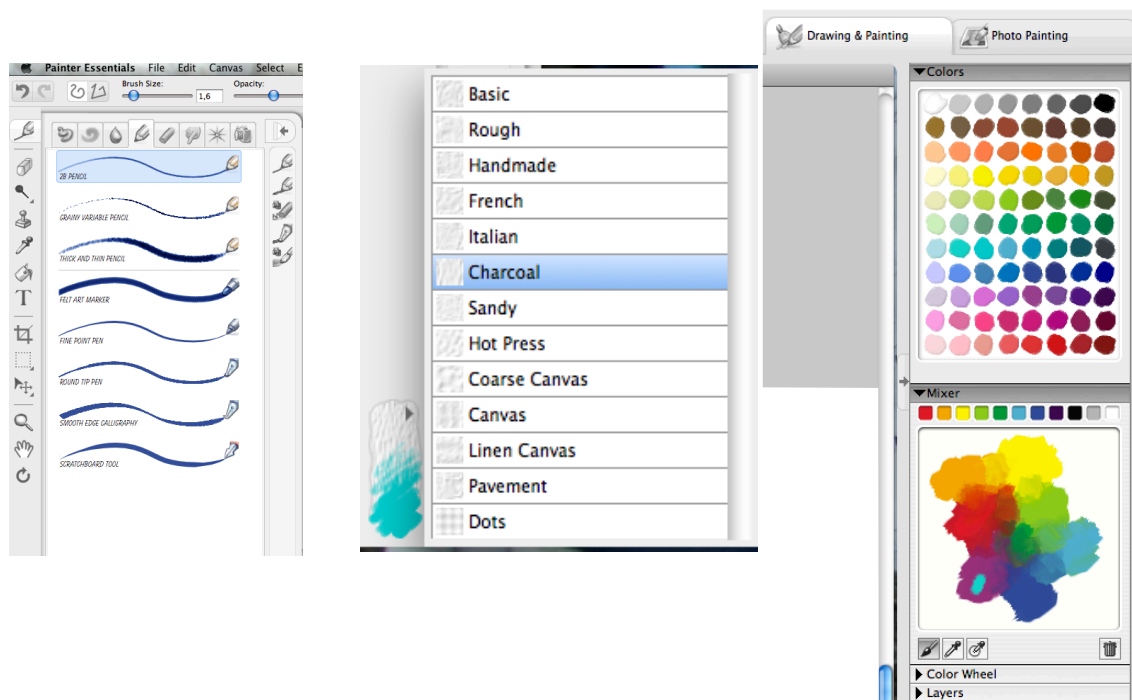 Painter Essentials File Edit Canvas Select E
Brush Size:
Opacity:
1,6
T
2B PENCIL
GRAINY VARIABLE PENCIL
THICK AND THIN PENCIL
FELT ART MARKER
FINE POINT PEN
ROUND TIP PEN
SMOOTH EDGE CALLIGRAPHY
SCRATCHBOARD TOOL
Basic
Rough
Handmade
French
Italian
Charcoal
Sandy
Hot Press
Coarse Canvas
Canvas
Linen Canvas
Pavement
Dots
Drawing & Painting
Photo Painting
Colors
Mixer
Color Wheel
Layers